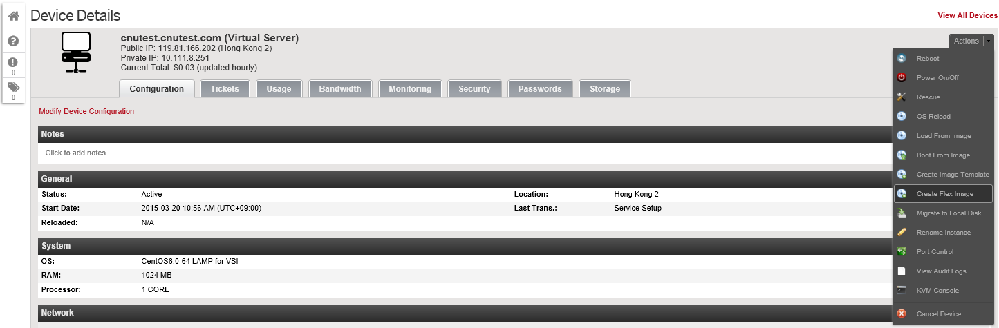 Device Details
View All Devices
0
0
cnutest.cnutest.com (Virtual Server)
Public IP: 119.81.166.202 (Hong Kong 2)
Private IP: 10.111.8.251
Current Total: $0.03 (updated hourly)
Actions
Configuration Tickets Usage Bandwidth Monitoring Security Passwords Storage
Modify Device Configuration
Notes
Click to add notes
General
Status: Active Location: Hong Kong 2
Start Date: 2015-03-20 10:56 AM (UTC+09:00) Last Trans.: Service Setup
Reloaded: N/A
System
OS: CentOS6.0-64 LAMP for VSI
RAM: 1024 MB
Processor: 1 CORE
Network
Reboot
Power On/Off
Rescue
OS Reload
Load From Image
Boot From Image
Create Image Template
Create Flex Image
Migrate to Local Disk
Rename Instance
Port Control
View Audit Logs
KVM Console
Cancel Device